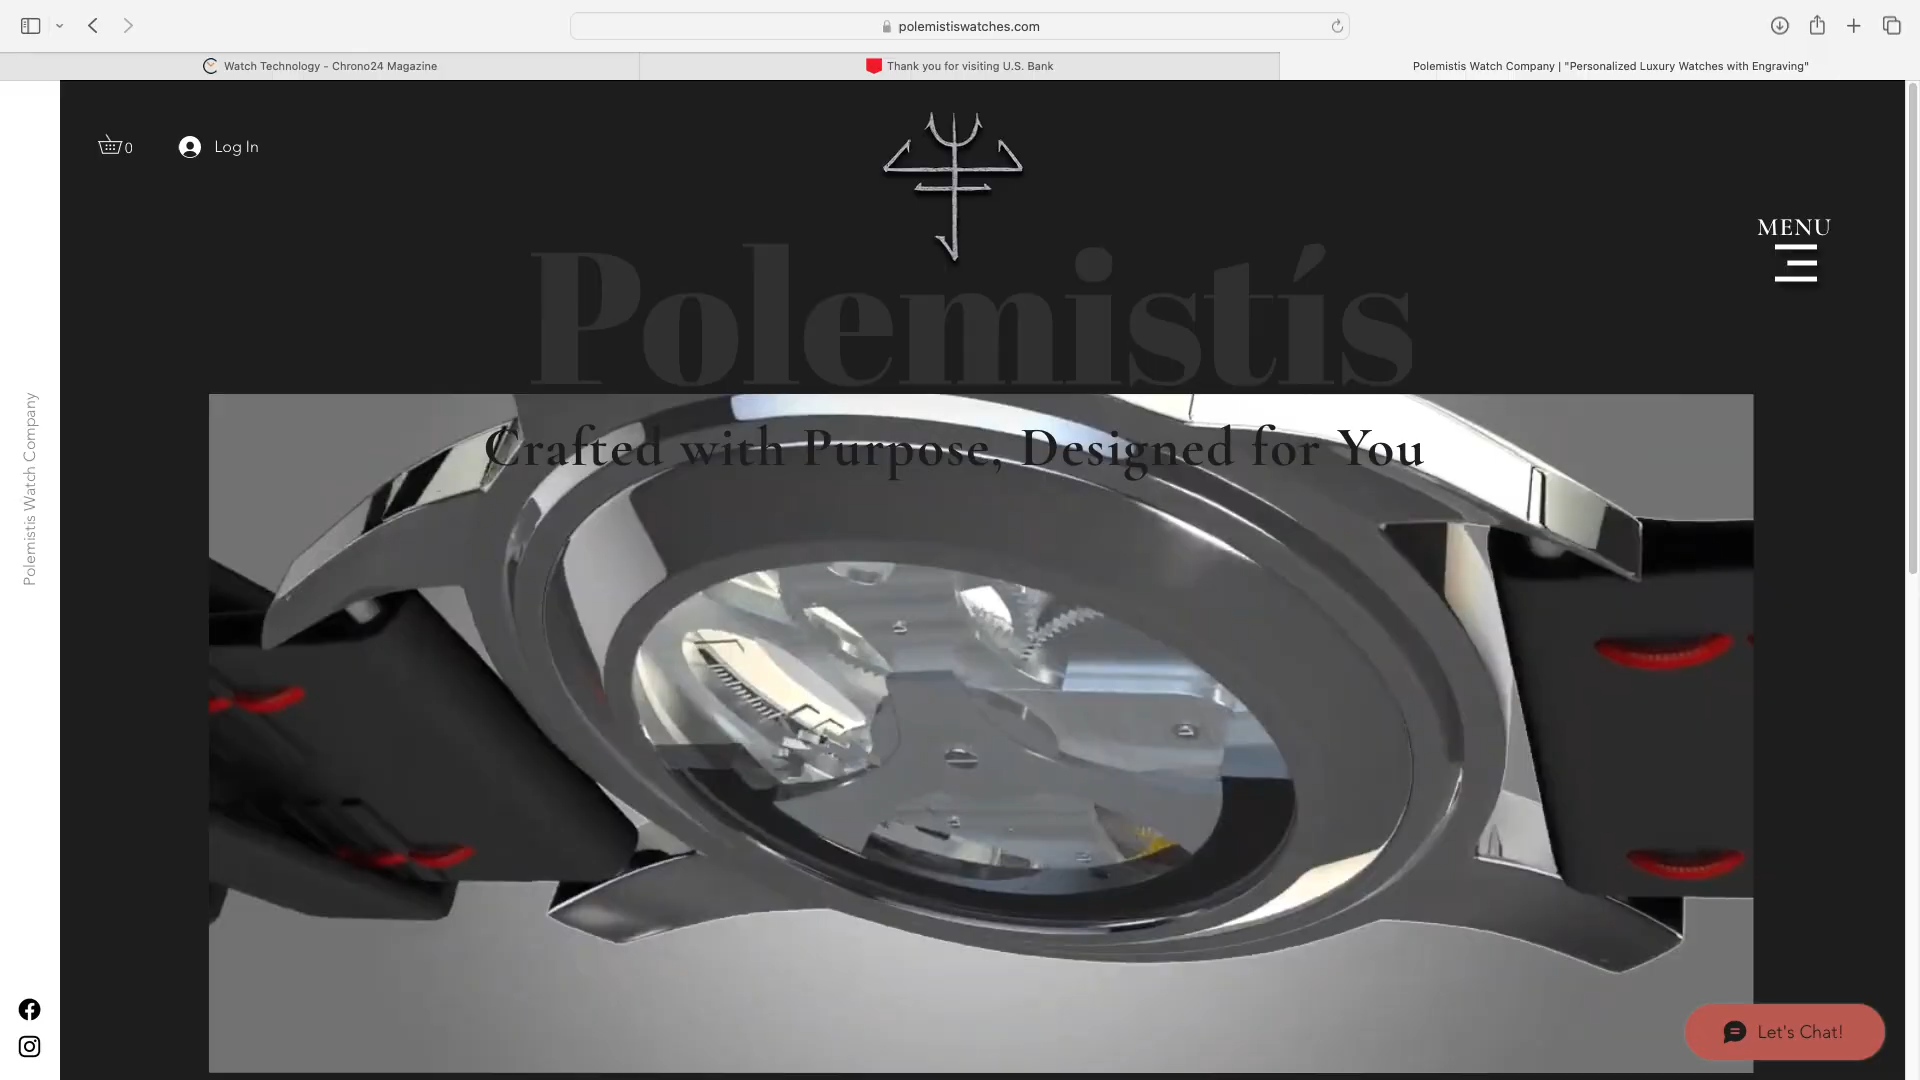 polemistiswatches.com
Watch Technology - Chrono24 Magazine
Thank you for visiting U.S. Bank
Polemistis Watch Company | "Personalized Luxury Watches with Engraving"
0
Log In
MENU
Polemistís
Crafted with Purpose, Designed for You
Polemistis Watch Company
Let's Chat!